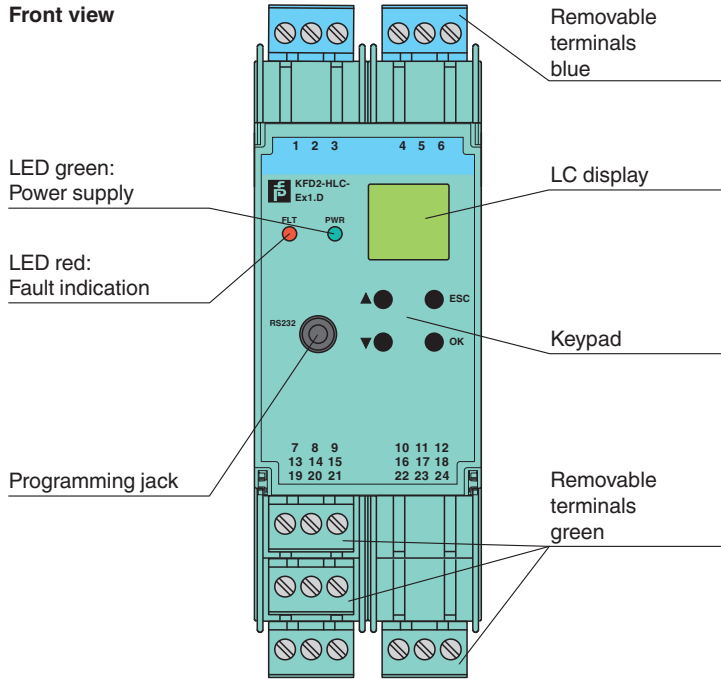 Front view
Removable
terminals
blue
1 2 3 4 5 6
LED green:
Power supply
KFD2-HLC-
Ex1.D
LC display
FLT PWR
LED red:
Fault indication
ESC
RS232
OK
Keypad
7 8 9 10 11 12
13 14 15 16 17 18
19 20 21 22 23 24
Programming jack
Removable
terminals
green